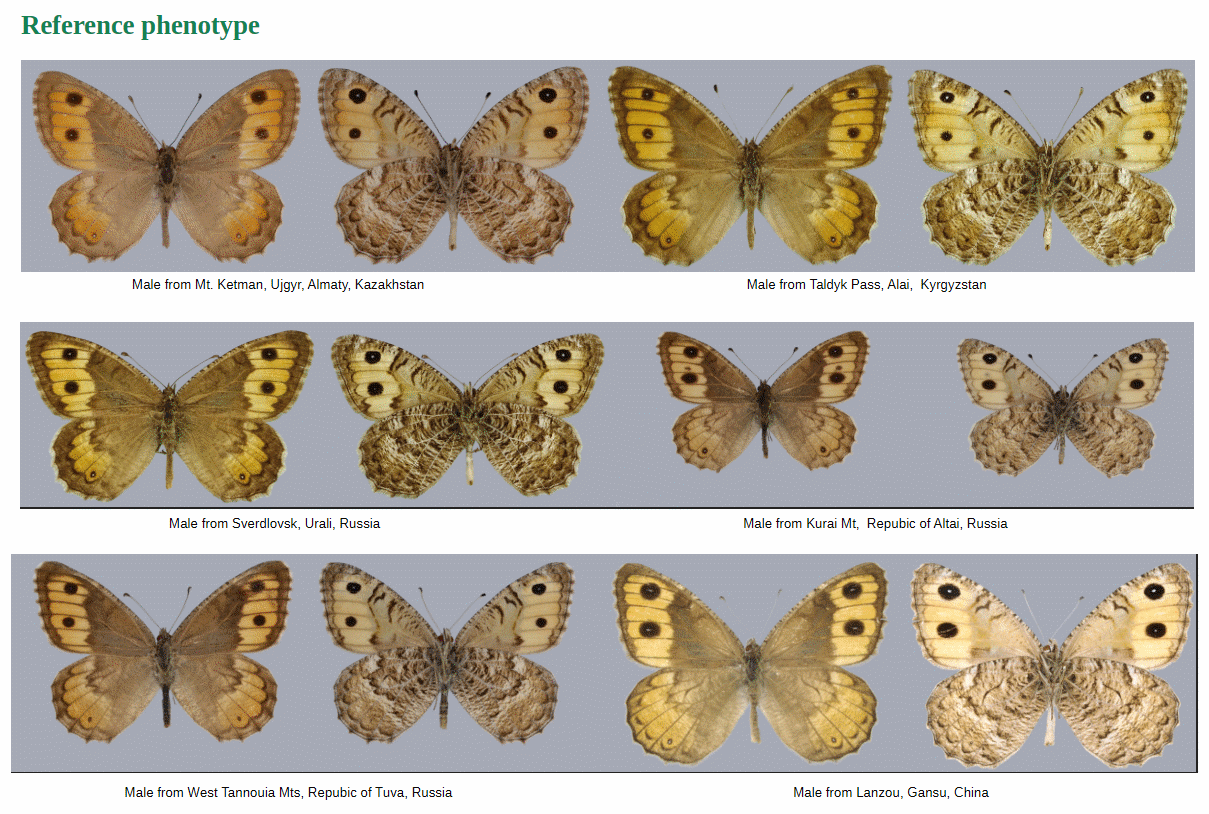 Reference phenotype
Male from Mt. Ketman, Ujgyr, Almaty, Kazakhstan
Male from Taldyk Pass, Alai,  Kyrgyzstan
Male from Sverdlovsk, Urali, Russia
Male from Kurai Mt,  Repubic of Altai, Russia
Male from West Tannouia Mts, Repubic of Tuva, Russia
Male from Lanzou, Gansu, China